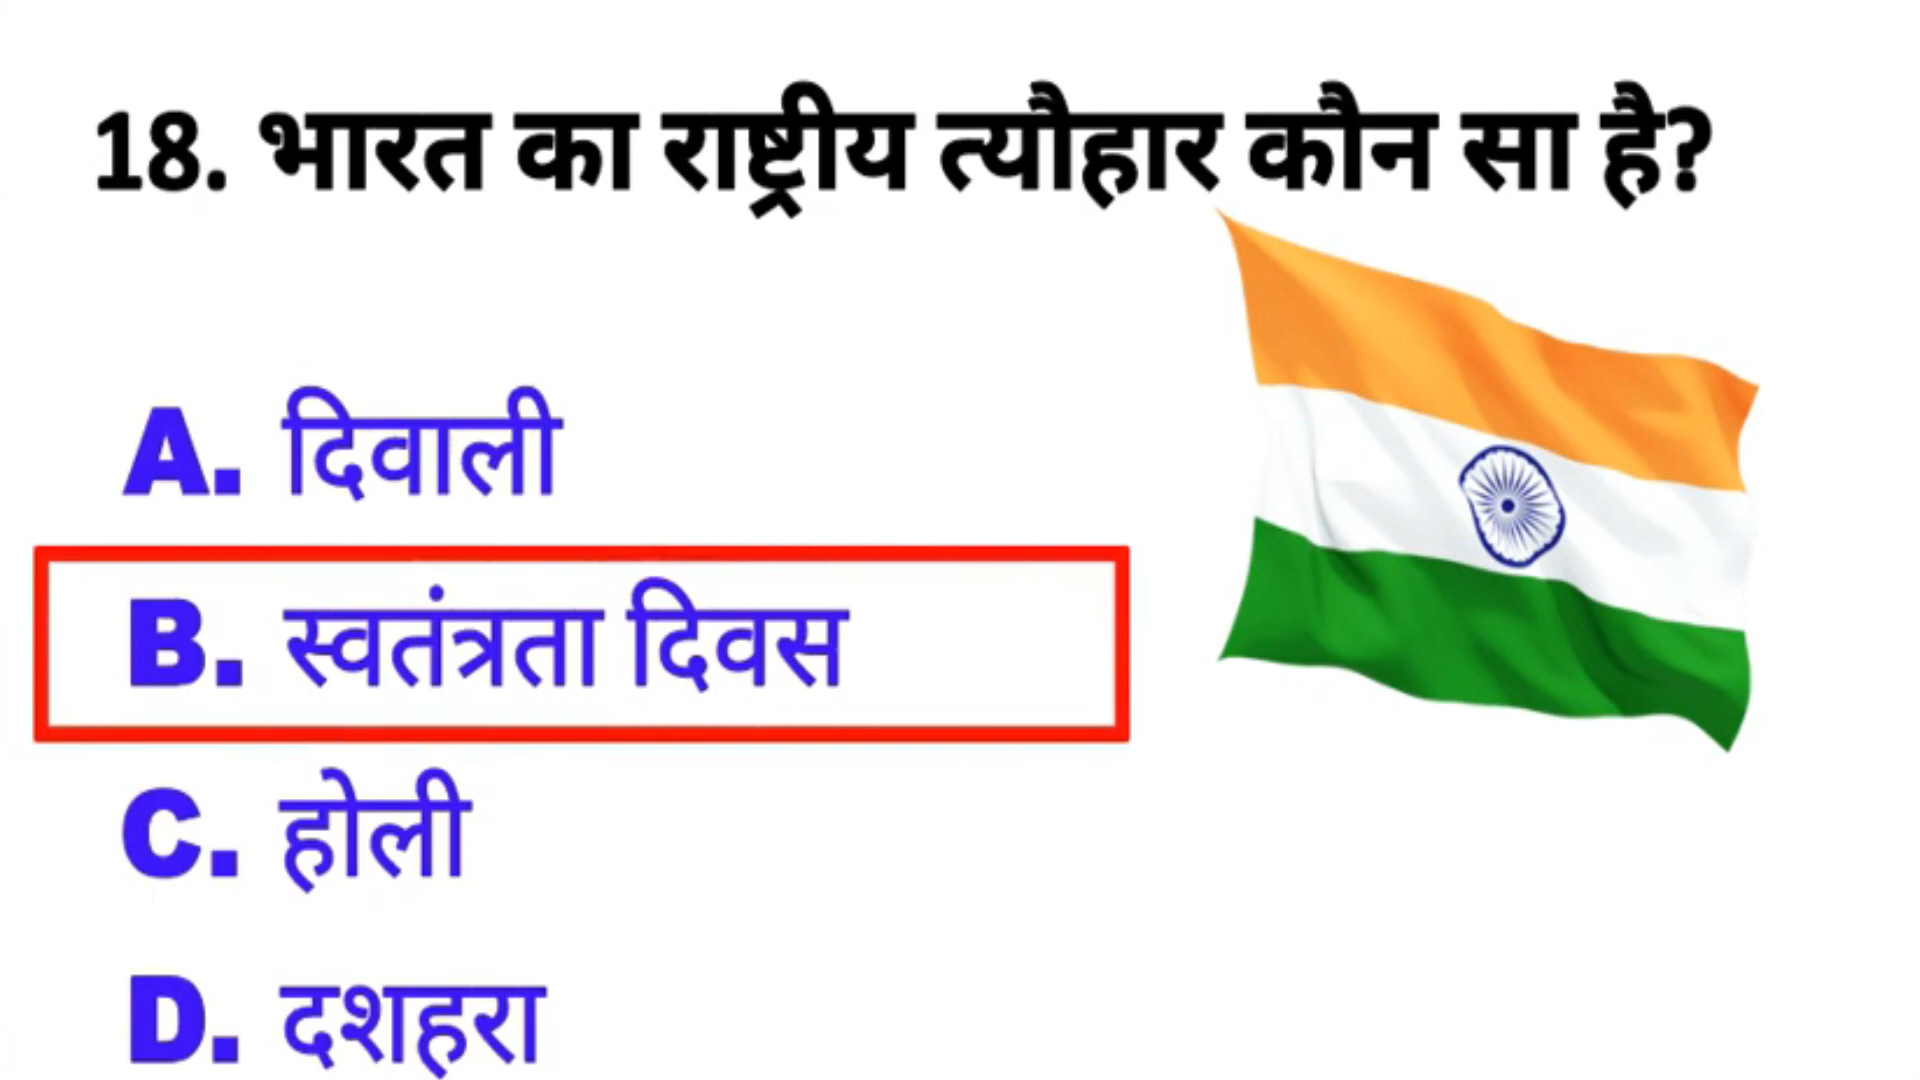 18. भारत का राष्ट्रीय त्यौहार कौन सा है?
A. दिवाली
B. स्वतंत्रता दिवस
C. होली
D. दशहरा